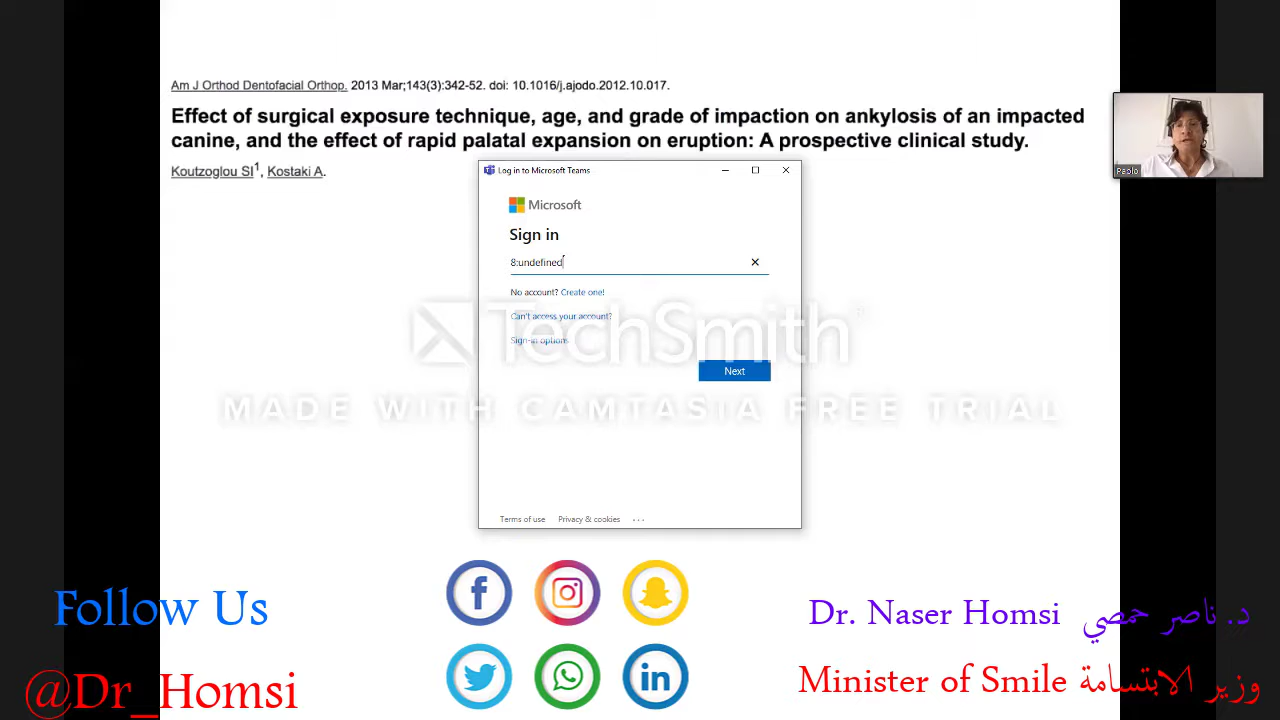 Am J Orthod Dentofacial Orthop. 2013 Mar;143(3):342-52. doi: 10.1016/j.ajodo.2012.10.017.
Effect of surgical exposure technique, age, and grade of impaction on ankylosis of an impacted
canine, and the effect of rapid palatal expansion on eruption: A prospective clinical study.
Koutzoglou SI1, Kostaki A.
Paolo
Log in to Microsoft Teams
Microsoft
Sign in
8:undefined
No account? Create one!
Can't access your account?
Sign-in options
Next
TechSmith®
MADE WITH CAMTASIA FREE TRIAL
Terms of use Privacy & cookies ...
Follow Us
@Dr_Homsi
Dr. Naser Homsi د. ناصر حمصي
Minister of Smile وزير الابتسامة